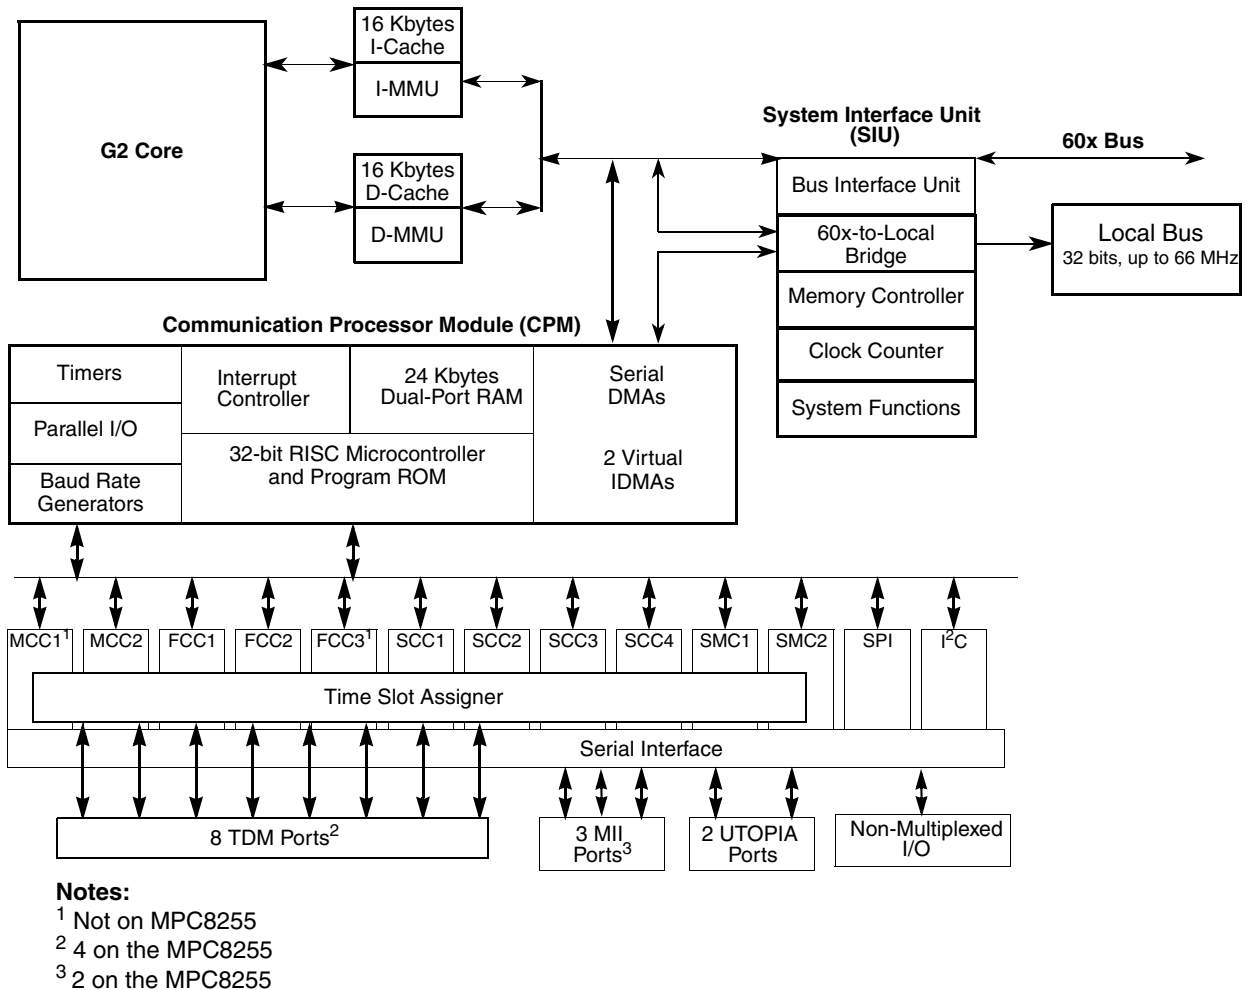 G2 Core
16 Kbytes
I-Cache
I-MMU
16 Kbytes
D-Cache
D-MMU
System Interface Unit
(SIU)
60x Bus
Bus Interface Unit
60x-to-Local
Bridge
Memory Controller
Clock Counter
System Functions
Local Bus
32 bits, up to 66 MHz
Communication Processor Module (CPM)
Timers
Parallel I/O
Baud Rate
Generators
Interrupt
Controller
24 Kbytes
Dual-Port RAM
32-bit RISC Microcontroller
and Program ROM
Serial
DMAs
2 Virtual
IDMAs
MCC1¹ MCC2 FCC1 FCC2 FCC3¹ SCC1 SCC2 SCC3 SCC4 SMC1 SMC2 SPI I²C
Time Slot Assigner
Serial Interface
8 TDM Ports²
3 MII
Ports³
2 UTOPIA
Ports
Non-Multiplexed
I/O
Notes:
¹ Not on MPC8255
² 4 on the MPC8255
³ 2 on the MPC8255